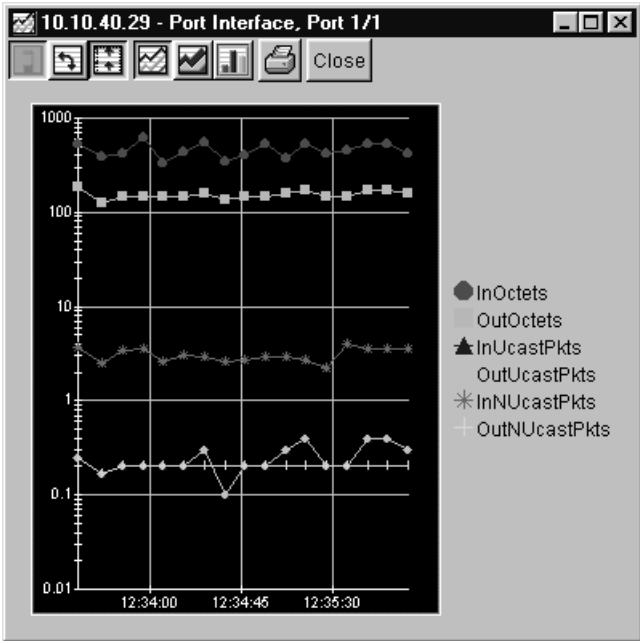 10.10.40.29 - Port Interface, Port 1/1
Close
1000
100
10
1
0.1
0.01
12:34:00 12:34:45 12:35:30
InOctets
OutOctets
InUcastPkts
OutUcastPkts
InNUcastPkts
OutNUcastPkts